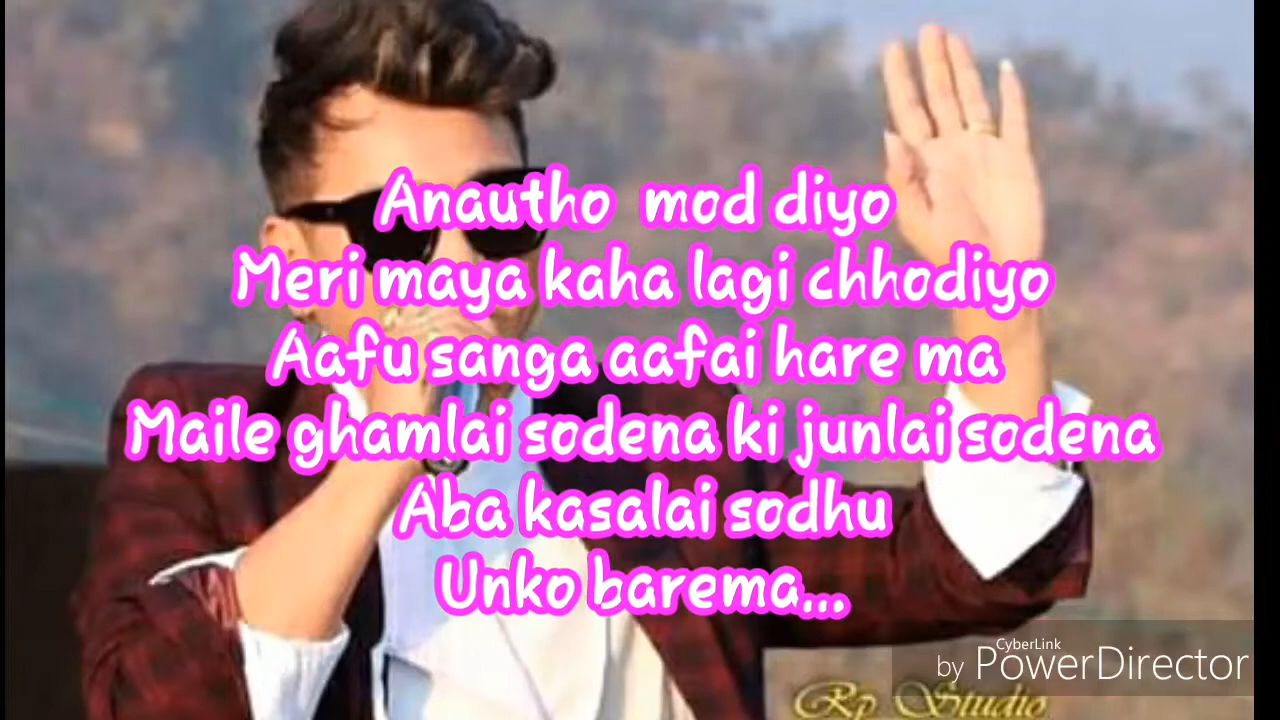 Anautho mod diyo
Meri maya kaha lagi chhodiyo
Aafu sanga aafai hare ma
Maile ghamlai sodena ki junlai sodena
Aba kasalai sodhu
Unko barema...
CyberLink
by PowerDirector
Rp Studio